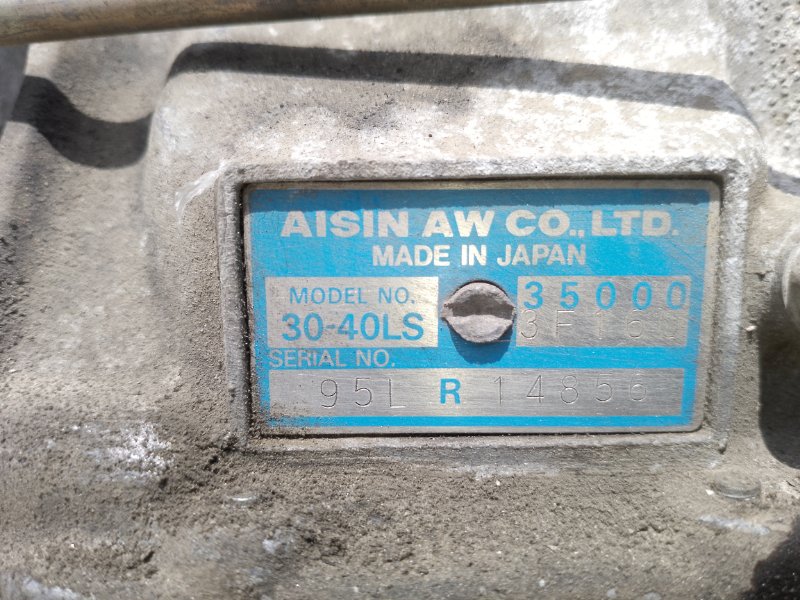 AISIN AW CO., LTD.
MADE IN JAPAN
MODEL NO. 35000
30-40LS
SERIAL NO.
95L R 14856